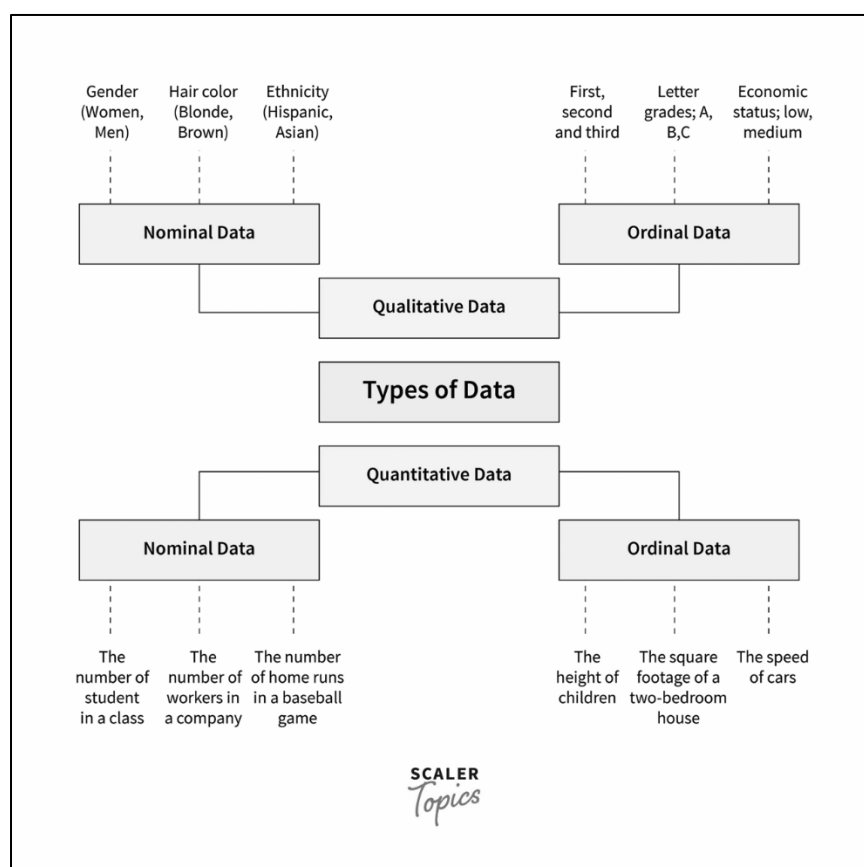 Gender
(Women,
Men)
Hair color
(Blonde,
Brown)
Ethnicity
(Hispanic,
Asian)
First,
second
and third
Letter
grades; A,
B,C
Economic
status; low,
medium
Nominal Data
Ordinal Data
Qualitative Data
Types of Data
Quantitative Data
Nominal Data
Ordinal Data
The
number of
student
in a class
The
number of
workers in
a company
The number
of home runs
in a baseball
game
The
height of
children
The square
footage of a
two-bedroom
house
The speed
of cars
SCALER
Topics